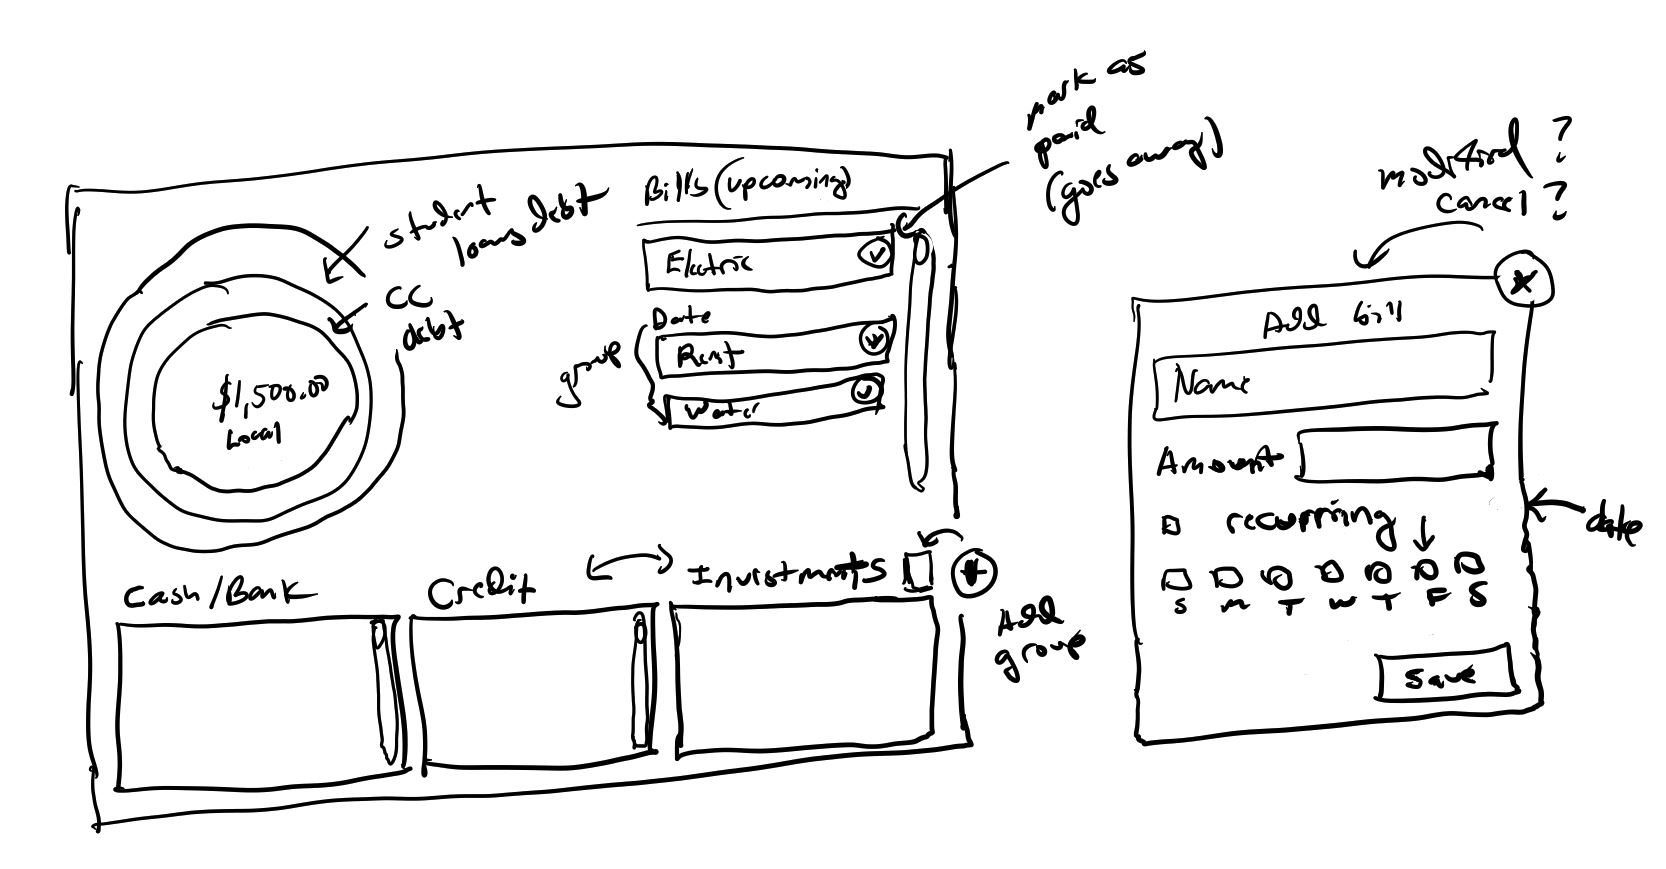 mark as
paid
(goes away)
Bills (upcoming)
student
loans debt
CC
debt
$1,500.00
Local
Electric
Date
group
Rent
Water
Cash/Bank
Credit
Investments
+
Add
group
?
cancel?
x
Add bill
Name
Amount
recurring
date
S M T W T F S
Save